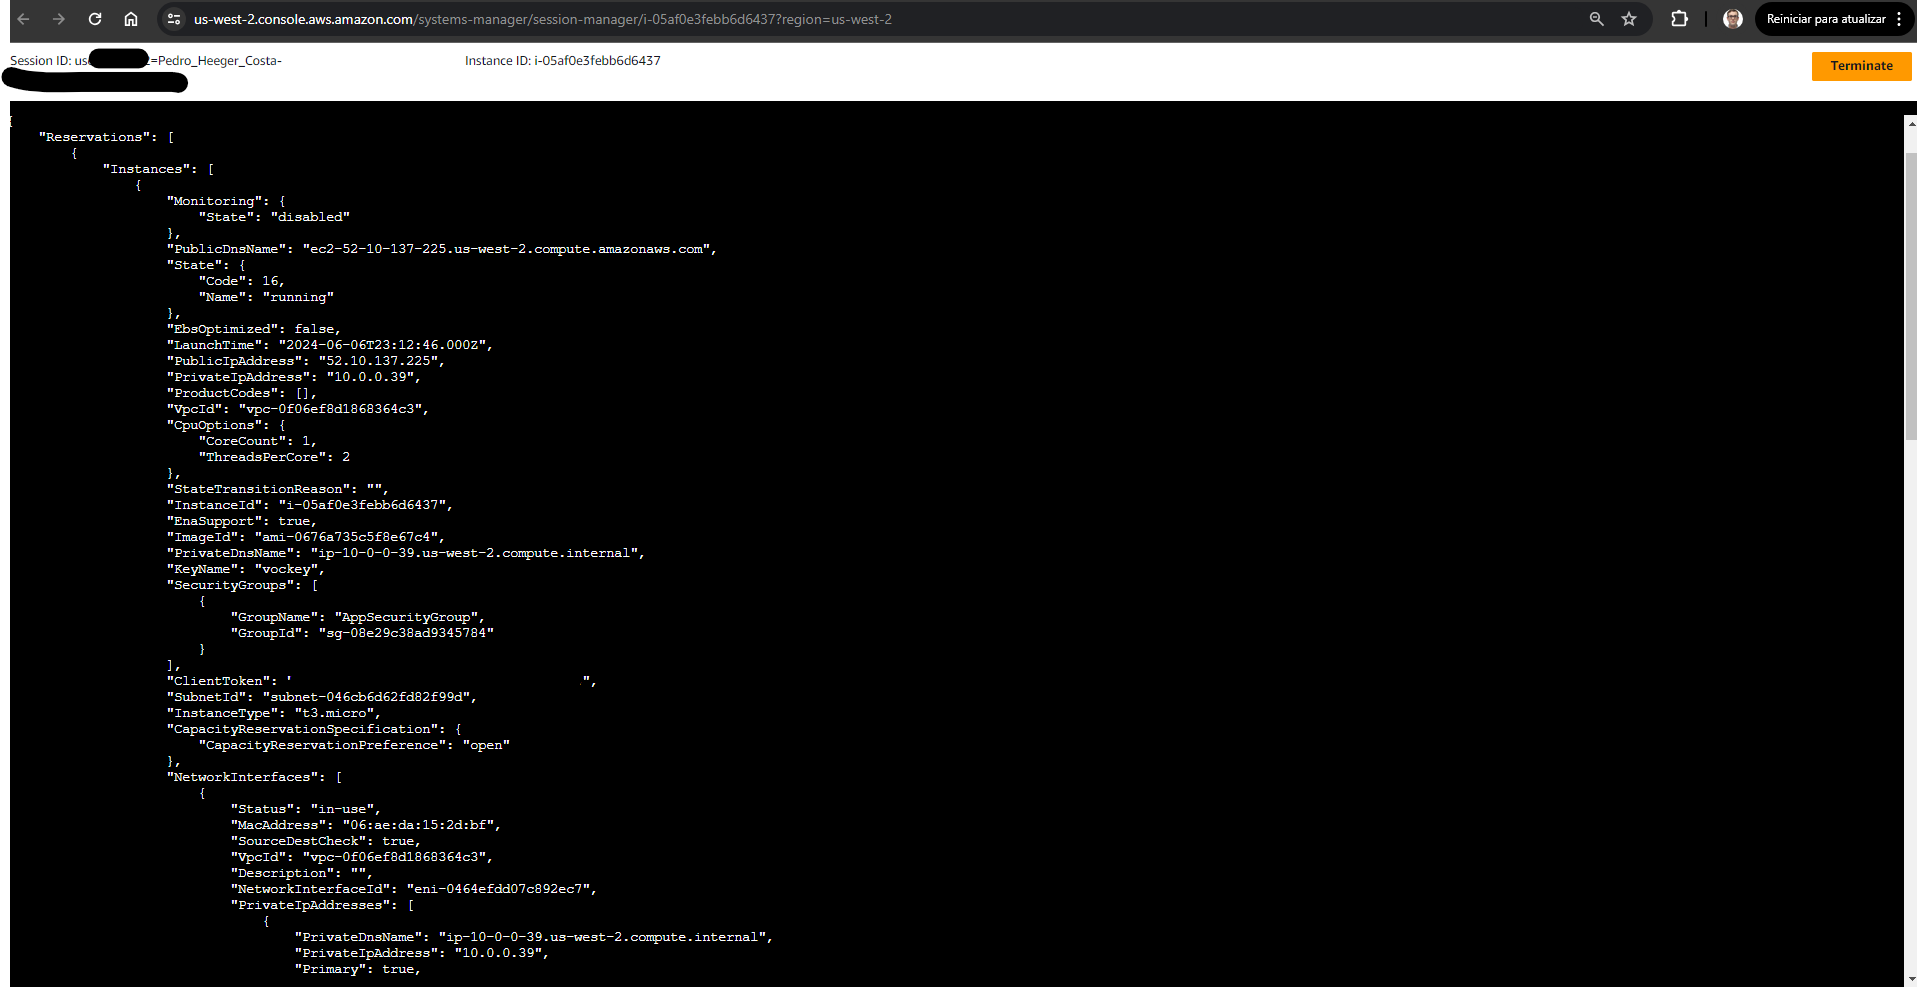 us-west-2.console.aws.amazon.com/systems-manager/session-manager/i-05af0e3febb6d6437?region=us-west-2
Reiniciar para atualizar
Session ID: use =Pedro_Heeger_Costa-
Instance ID: i-05af0e3febb6d6437
Terminate
{
"Reservations": [
{
"Instances": [
{
"Monitoring": {
"State": "disabled"
},
"PublicDnsName": "ec2-52-10-137-225.us-west-2.compute.amazonaws.com",
"State": {
"Code": 16,
"Name": "running"
},
"EbsOptimized": false,
"LaunchTime": "2024-06-06T23:12:46.000Z",
"PublicIpAddress": "52.10.137.225",
"PrivateIpAddress": "10.0.0.39",
"ProductCodes": [],
"VpcId": "vpc-0f06ef8d1868364c3",
"CpuOptions": {
"CoreCount": 1,
"ThreadsPerCore": 2
},
"StateTransitionReason": "",
"InstanceId": "i-05af0e3febb6d6437",
"EnaSupport": true,
"ImageId": "ami-0676a735c5f8e67c4",
"PrivateDnsName": "ip-10-0-0-39.us-west-2.compute.internal",
"KeyName": "vockey",
"SecurityGroups": [
{
"GroupName": "AppSecurityGroup",
"GroupId": "sg-08e29c38ad9345784"
}
],
"ClientToken": ' ",
"SubnetId": "subnet-046cb6d62fd82f99d",
"InstanceType": "t3.micro",
"CapacityReservationSpecification": {
"CapacityReservationPreference": "open"
},
"NetworkInterfaces": [
{
"Status": "in-use",
"MacAddress": "06:ae:da:15:2d:bf",
"SourceDestCheck": true,
"VpcId": "vpc-0f06ef8d1868364c3",
"Description": "",
"NetworkInterfaceId": "eni-0464efdd07c892ec7",
"PrivateIpAddresses": [
{
"PrivateDnsName": "ip-10-0-0-39.us-west-2.compute.internal",
"PrivateIpAddress": "10.0.0.39",
"Primary": true,